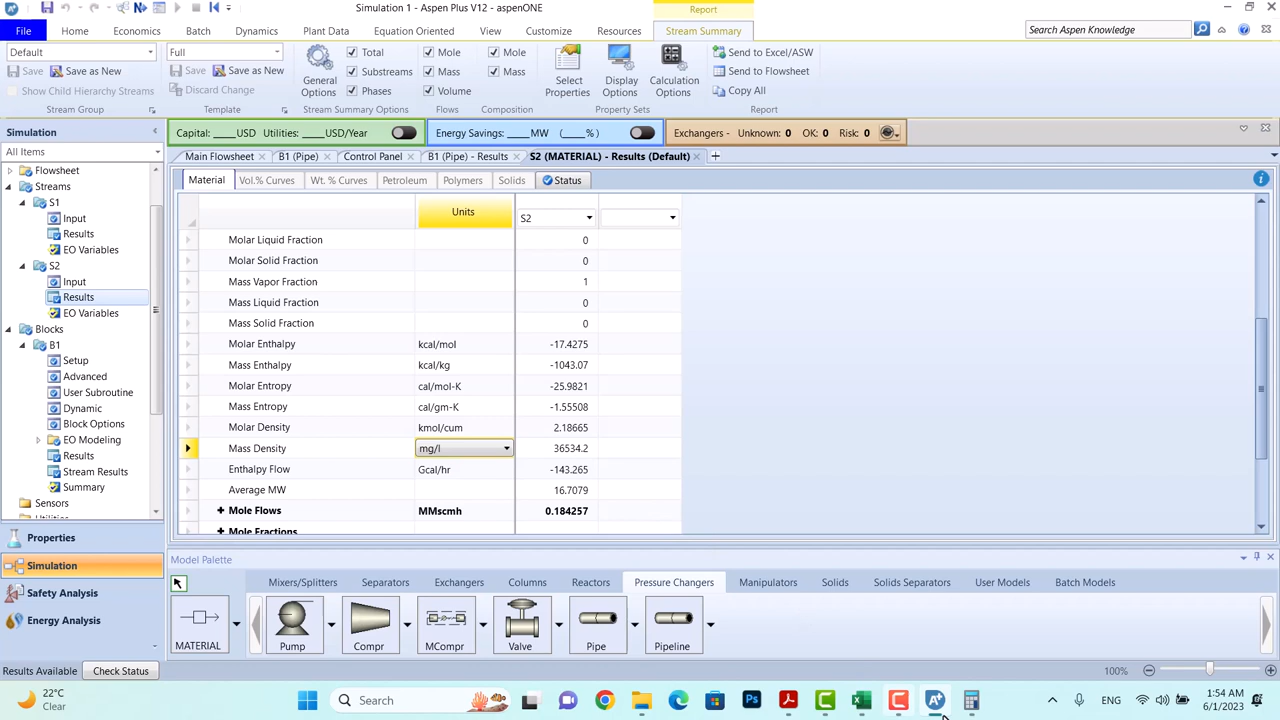 Simulation 1 - Aspen Plus V12 - aspenONE
Report
File Home Economics Batch Dynamics Plant Data Equation Oriented View Customize Resources Stream Summary
Search Aspen Knowledge
Default
Save Save as New
Show Child Hierarchy Streams
Stream Group
Full
Save Save as New
Discard Change
Template
General Options
Total
Substream
Phases
Stream Summary Options
Mole
Mass
Volume
Flows
Mole
Mass
Composition
Select Properties
Display Options
Calculation Options
Property Sets
Send to Excel/ASW
Send to Flowsheet
Copy All
Report
Capital: ____USD Utilities: ____USD/Year
Energy Savings: ____MW (____%)
Exchangers - Unknown: 0 OK: 0 Risk: 0
Simulation
All Items
Flowsheet
Streams
S1
Input
Results
EO Variables
S2
Input
Results
EO Variables
Blocks
B1
Setup
Advanced
User Subroutine
Dynamic
Block Options
EO Modeling
Results
Stream Results
Summary
Sensors
Properties
Simulation
Safety Analysis
Energy Analysis
Main Flowsheet B1 (Pipe) Control Panel B1 (Pipe) - Results S2 (MATERIAL) - Results (Default)
Material Vol.% Curves Wt. % Curves Petroleum Polymers Solids Status
Units S2
Molar Liquid Fraction 0
Molar Solid Fraction 0
Mass Vapor Fraction 1
Mass Liquid Fraction 0
Mass Solid Fraction 0
Molar Enthalpy kcal/mol -17.4275
Mass Enthalpy kcal/kg -1043.07
Molar Entropy cal/mol-K -25.9821
Mass Entropy cal/gm-K -1.55508
Molar Density kmol/cum 2.18665
Mass Density mg/l 36534.2
Enthalpy Flow Gcal/hr -143.265
Average MW 16.7079
+ Mole Flows MMscmh 0.184257
+ Mole Fractions
Model Palette
Mixers/Splitters Separators Exchangers Columns Reactors Pressure Changers Manipulators Solids Solids Separators User Models Batch Models
MATERIAL Pump Compr MCompr Valve Pipe Pipeline
Results Available Check Status
100%
22°C
Clear
Search
ENG
1:54 AM
6/1/2023